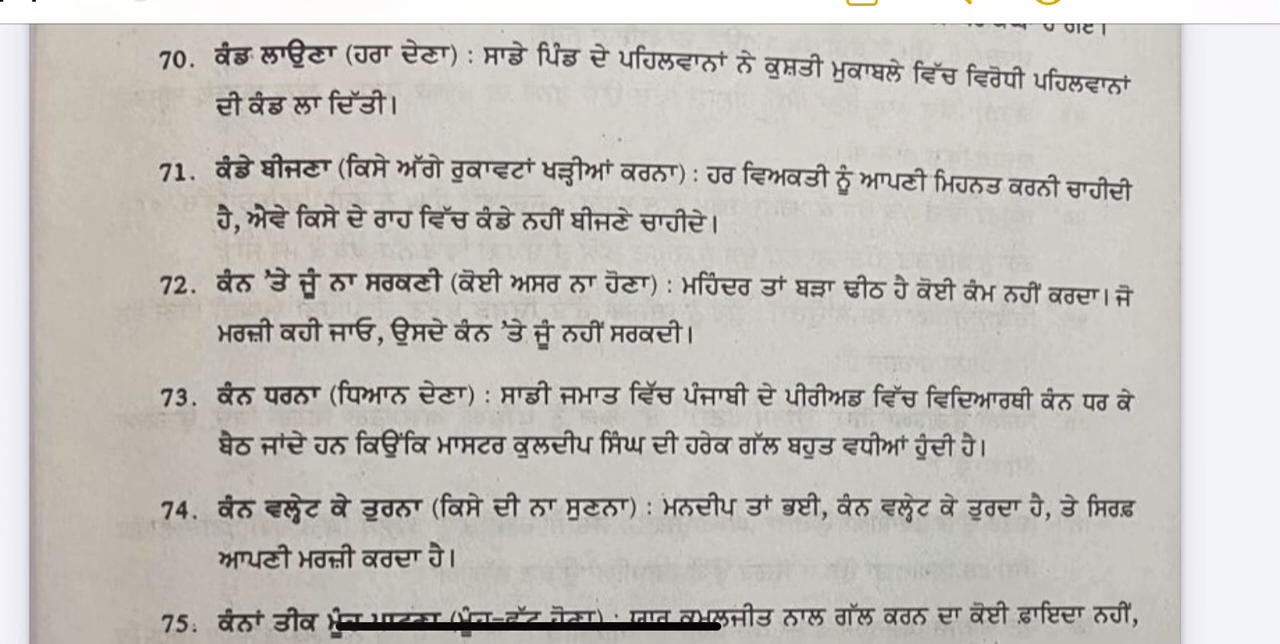 70. ਕੰਡ ਲਾਉਣਾ (ਹਰਾ ਦੇਣਾ) : ਸਾਡੇ ਪਿੰਡ ਦੇ ਪਹਿਲਵਾਨਾਂ ਨੇ ਕੁਸ਼ਤੀ ਮੁਕਾਬਲੇ ਵਿੱਚ ਵਿਰੋਧੀ ਪਹਿਲਵਾਨਾਂ
ਦੀ ਕੰਡ ਲਾ ਦਿੱਤੀ।
71. ਕੰਡੇ ਬੀਜਣਾ (ਕਿਸੇ ਅੱਗੇ ਰੁਕਾਵਟਾਂ ਖੜ੍ਹੀਆਂ ਕਰਨਾ) : ਹਰ ਵਿਅਕਤੀ ਨੂੰ ਆਪਣੀ ਮਿਹਨਤ ਕਰਨੀ ਚਾਹੀਦੀ
ਹੈ, ਐਵੇਂ ਕਿਸੇ ਦੇ ਰਾਹ ਵਿੱਚ ਕੰਡੇ ਨਹੀਂ ਬੀਜਣੇ ਚਾਹੀਦੇ।
72. ਕੰਨ 'ਤੇ ਜੂੰ ਨਾ ਸਰਕਣੀ (ਕੋਈ ਅਸਰ ਨਾ ਹੋਣਾ) : ਮਹਿੰਦਰ ਤਾਂ ਬੜਾ ਢੀਠ ਹੈ ਕੋਈ ਕੰਮ ਨਹੀਂ ਕਰਦਾ। ਜੋ
ਮਰਜ਼ੀ ਕਹੀ ਜਾਓ, ਉਸਦੇ ਕੰਨ 'ਤੇ ਜੂੰ ਨਹੀਂ ਸਰਕਦੀ।
73. ਕੰਨ ਧਰਨਾ (ਧਿਆਨ ਦੇਣਾ) : ਸਾਡੀ ਜਮਾਤ ਵਿੱਚ ਪੰਜਾਬੀ ਦੇ ਪੀਰੀਅਡ ਵਿੱਚ ਵਿਦਿਆਰਥੀ ਕੰਨ ਧਰ ਕੇ
ਬੈਠ ਜਾਂਦੇ ਹਨ ਕਿਉਂਕਿ ਮਾਸਟਰ ਕੁਲਦੀਪ ਸਿੰਘ ਦੀ ਹਰੇਕ ਗੱਲ ਬਹੁਤ ਵਧੀਆਂ ਹੁੰਦੀ ਹੈ।
74. ਕੰਨ ਵਲ੍ਹੇਟ ਕੇ ਤੁਰਨਾ (ਕਿਸੇ ਦੀ ਨਾ ਸੁਣਨਾ) : ਮਨਦੀਪ ਤਾਂ ਭਈ, ਕੰਨ ਵਲ੍ਹੇਟ ਕੇ ਤੁਰਦਾ ਹੈ, ਤੇ ਸਿਰਫ਼
ਆਪਣੀ ਮਰਜ਼ੀ ਕਰਦਾ ਹੈ।
75. ਕੰਨਾਂ ਤੀਕ ਨਾਲ ਗੱਲ ਕਰਨ ਦਾ ਕੋਈ ਫ਼ਾਇਦਾ ਨਹੀਂ,